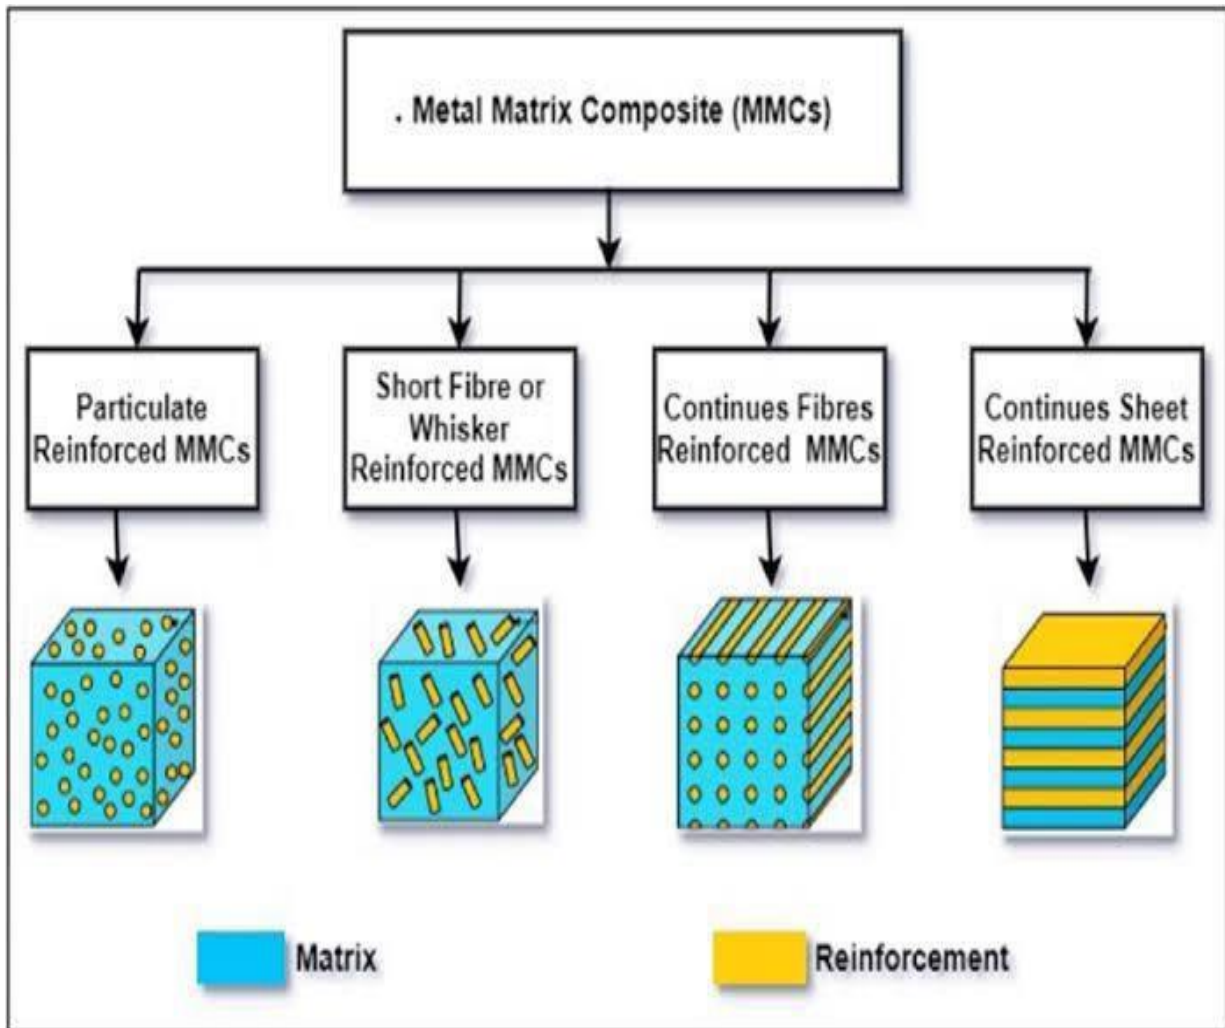 . Metal Matrix Composite (MMCs)
Particulate
Reinforced MMCs
Short Fibre or
Whisker
Reinforced MMCs
Continues Fibres
Reinforced MMCs
Continues Sheet
Reinforced MMCs
Matrix
Reinforcement